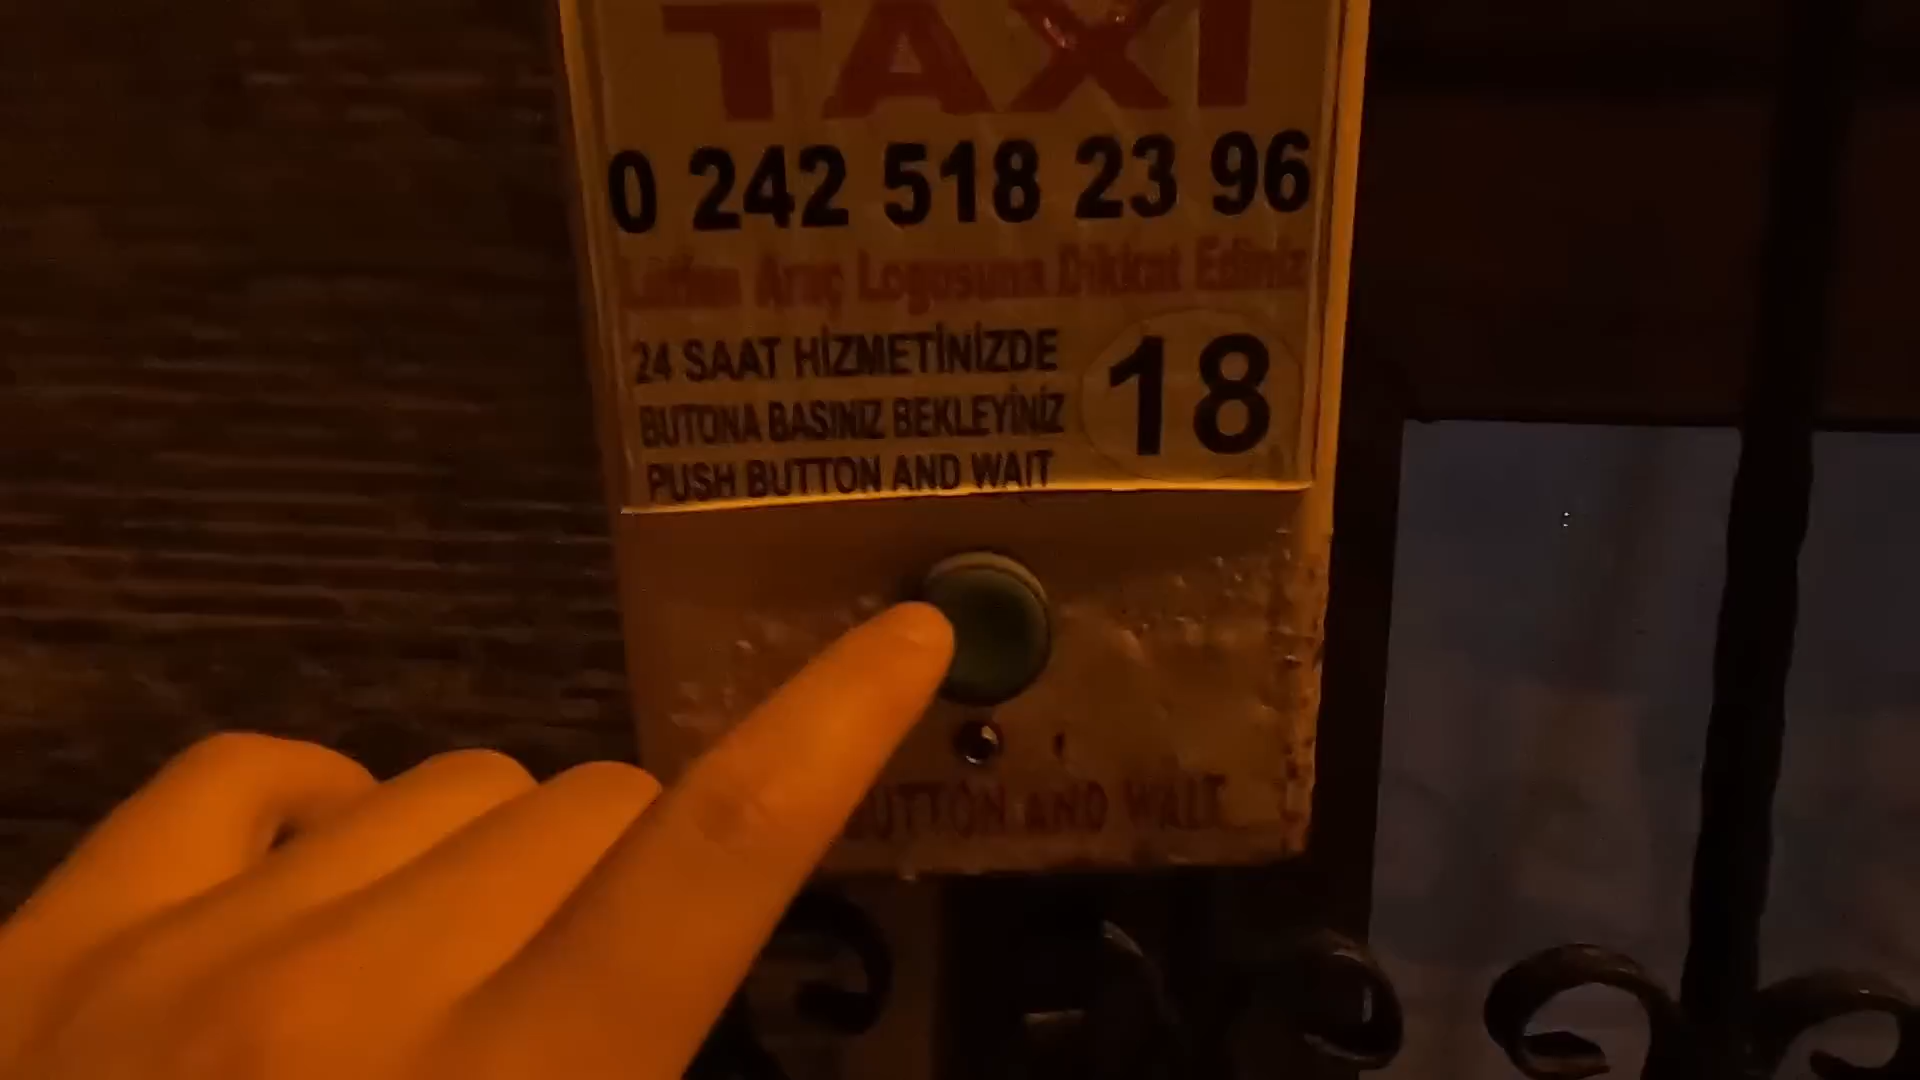 TAXI
0 242 518 23 96
Lütfen Araç Logosuna Dikkat Ediniz
24 SAAT HİZMETİNİZDE
BUTONA BASINIZ BEKLEYİNİZ
PUSH BUTTON AND WAIT
18
BUTTON AND WAIT